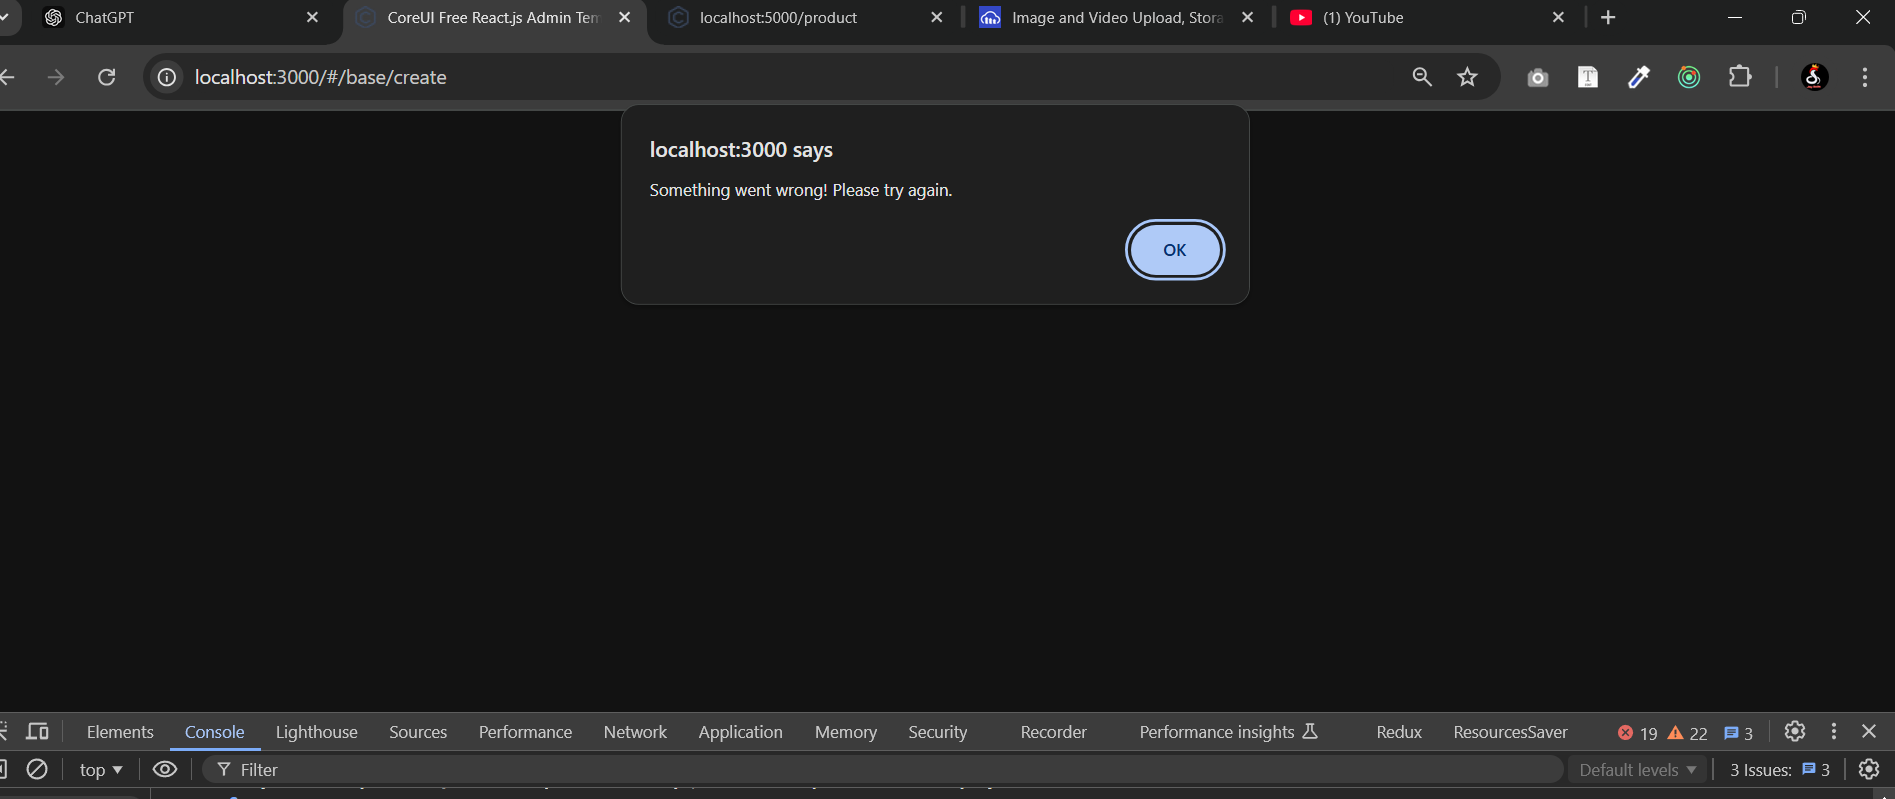 ChatGPT
CoreUI Free React.js Admin Tem
localhost:5000/product
Image and Video Upload, Stora
(1) YouTube
localhost:3000/#/base/create
localhost:3000 says
Something went wrong! Please try again.
OK
Elements
Console
Lighthouse
Sources
Performance
Network
Application
Memory
Security
Recorder
Performance insights
Redux
ResourcesSaver
19
22
3
top
Filter
Default levels
3 Issues:
3